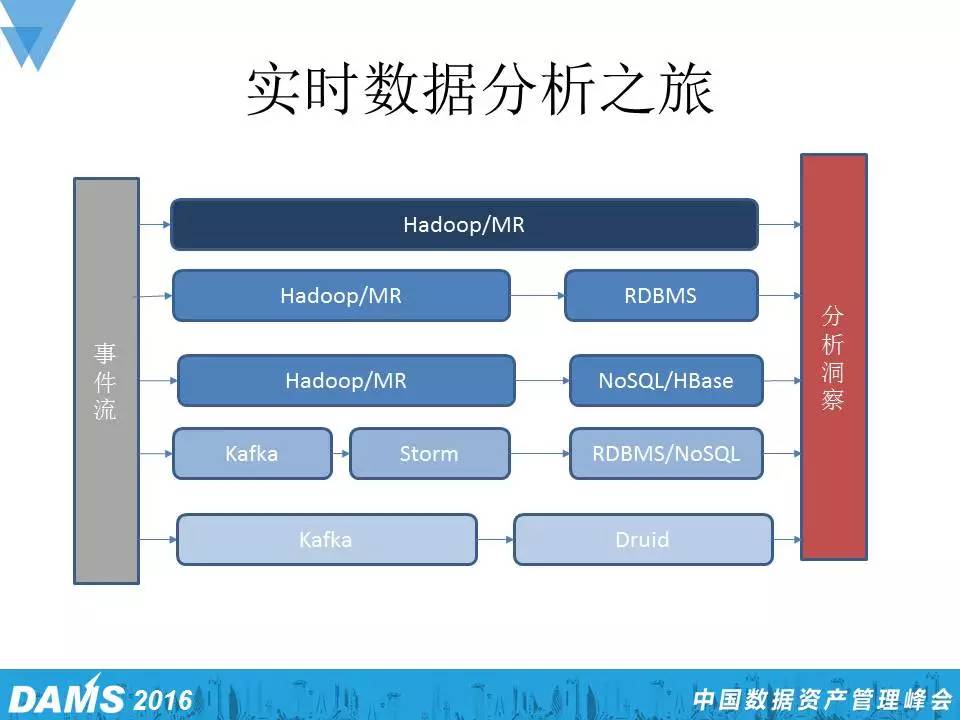 实时数据分析之旅
事件流
Hadoop/MR
Hadoop/MR
RDBMS
Hadoop/MR
NoSQL/HBase
Kafka
Storm
RDBMS/NoSQL
Kafka
Druid
分析洞察
DAMS 2016
中国数据资产管理峰会